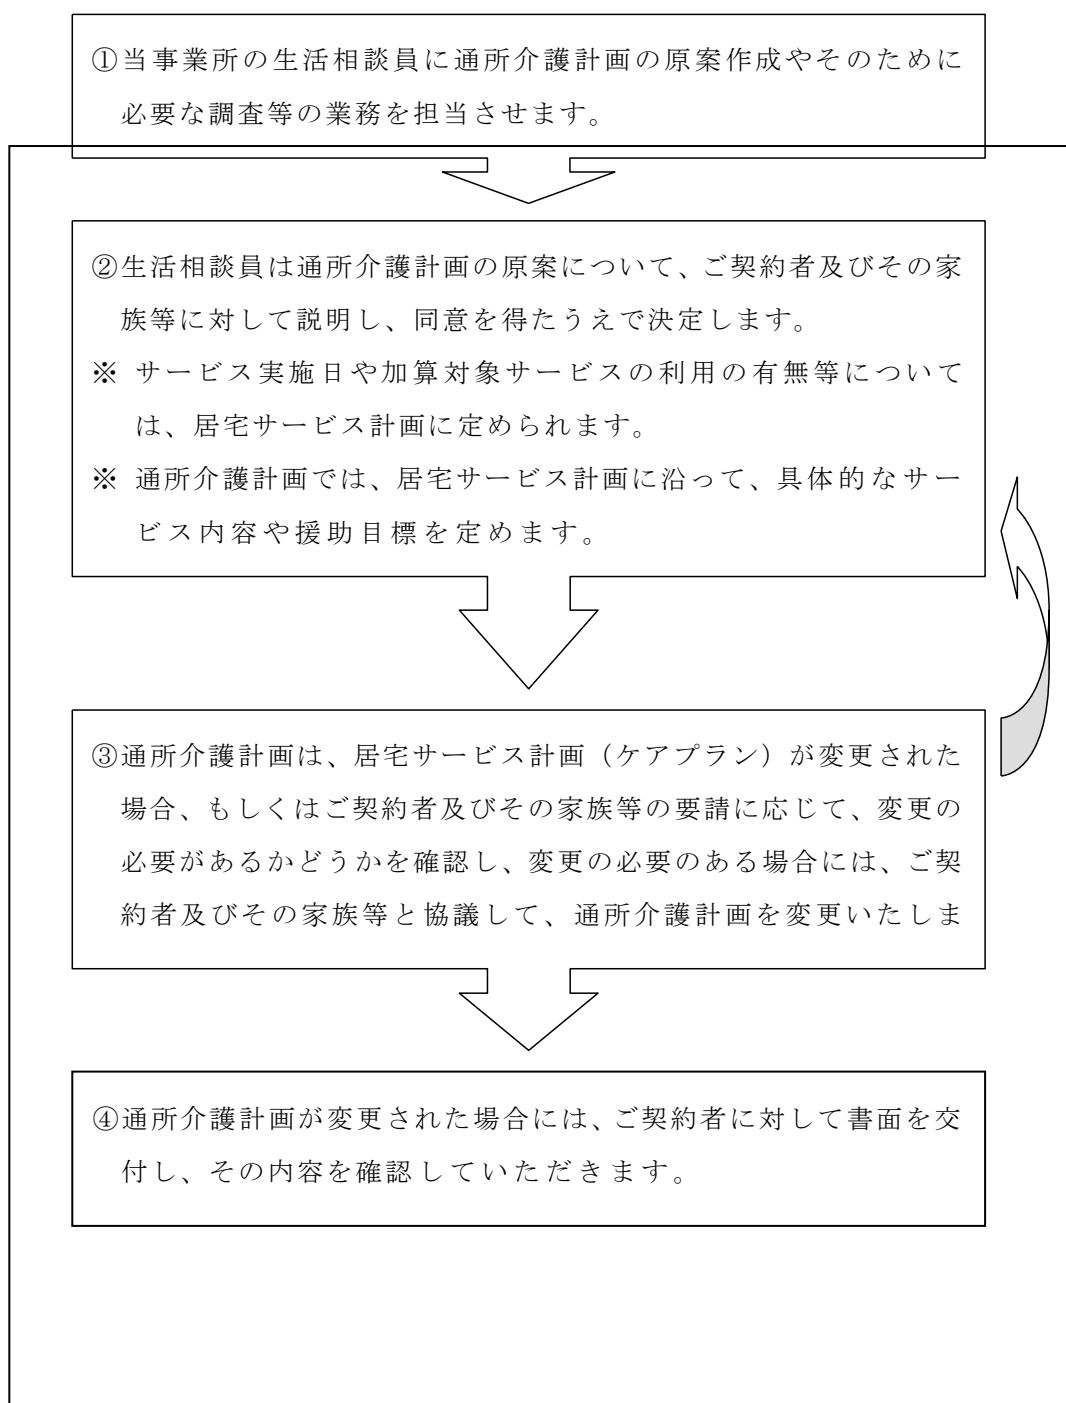 ①当事業所の生活相談員に通所介護計画の原案作成やそのために
必要な調査等の業務を担当させます。
②生活相談員は通所介護計画の原案について、ご契約者及びその家
族等に対して説明し、同意を得たうえで決定します。
※ サービス実施日や加算対象サービスの利用の有無等について
は、居宅サービス計画に定められます。
※ 通所介護計画では、居宅サービス計画に沿って、具体的なサー
ビス内容や援助目標を定めます。
③通所介護計画は、居宅サービス計画（ケアプラン）が変更された
場合、もしくはご契約者及びその家族等の要請に応じて、変更の
必要があるかどうかを確認し、変更の必要のある場合には、ご契
約者及びその家族等と協議して、通所介護計画を変更いたしま
④通所介護計画が変更された場合には、ご契約者に対して書面を交
付し、その内容を確認していただきます。